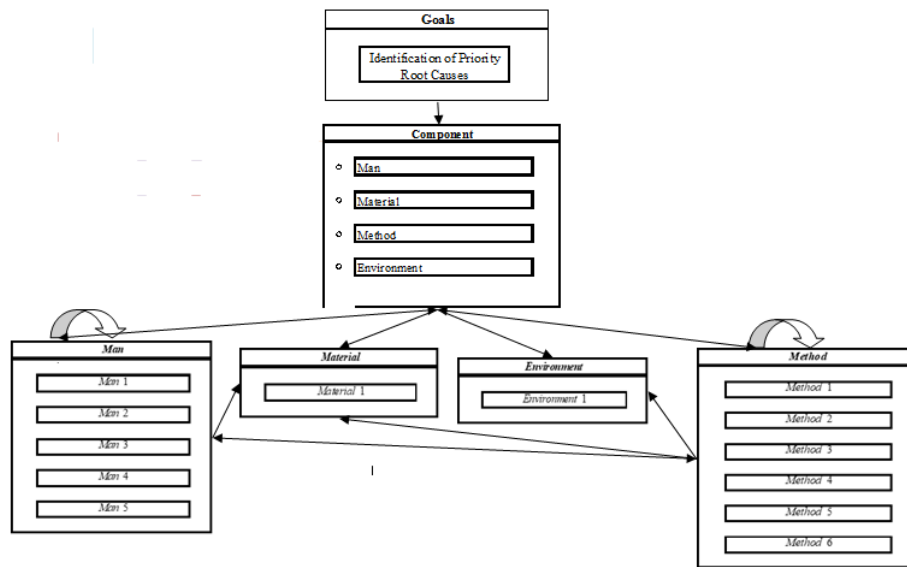 Goals
Identification of Priority
Root Causes
Component
Man
Material
Method
Environment
Man
Man 1
Man 2
Man 3
Man 4
Man 5
Material
Material 1
Environment
Environment 1
Method
Method 1
Method 2
Method 3
Method 4
Method 5
Method 6